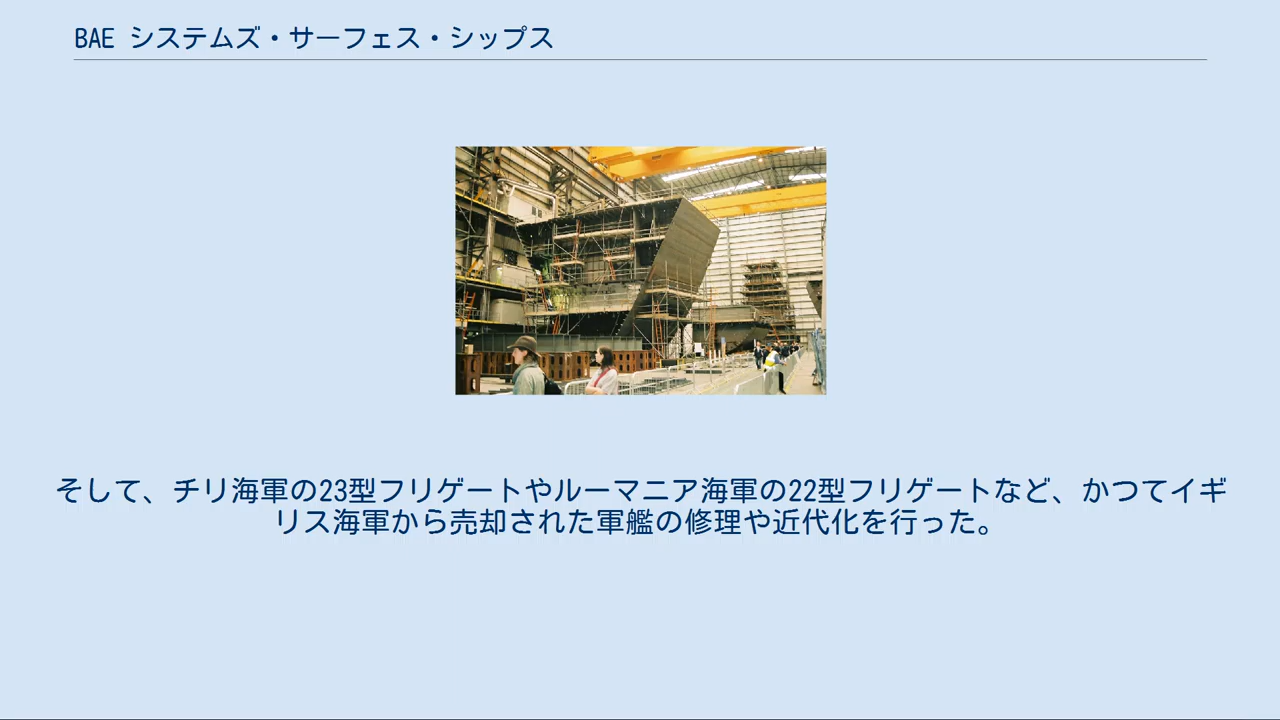 BAE システムズ・サーフェス・シップス
そして、チリ海軍の23型フリゲートやルーマニア海軍の22型フリゲートなど、かつてイギ
リス海軍から売却された軍艦の修理や近代化を行った。